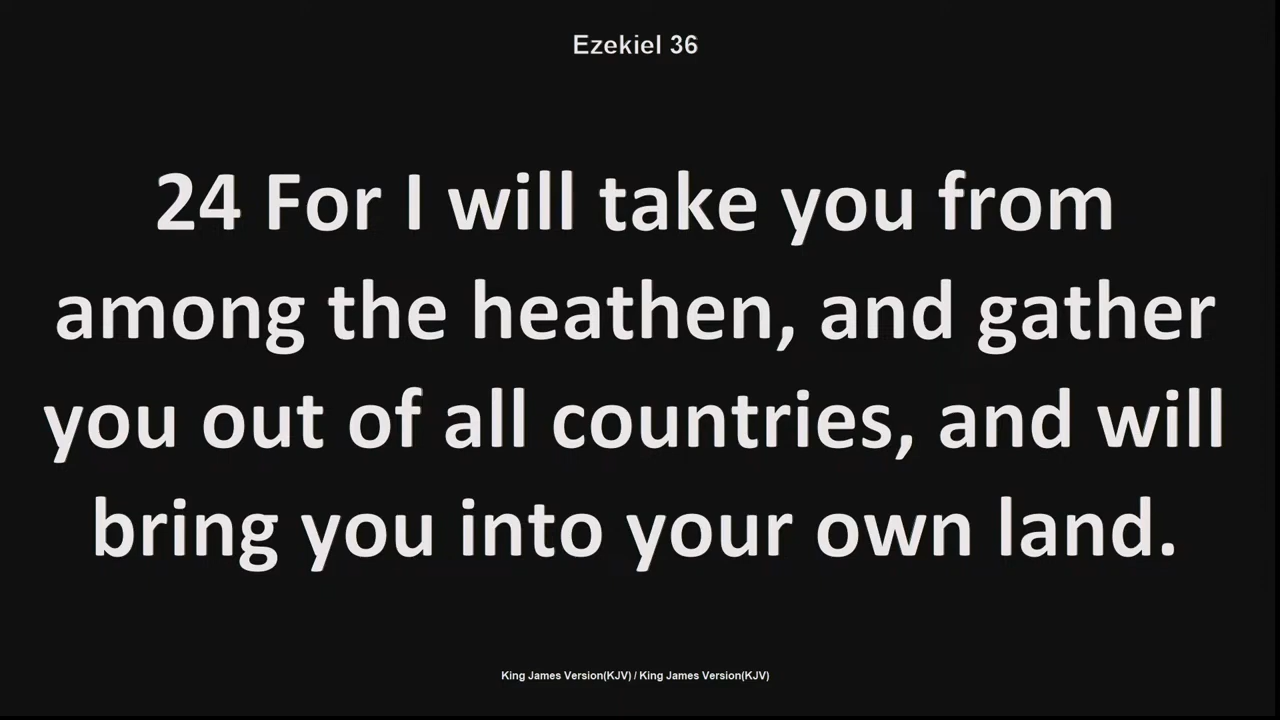 Ezekiel 36
24 For I will take you from
among the heathen, and gather
you out of all countries, and will
bring you into your own land.
King James Version(KJV) / King James Version(KJV)